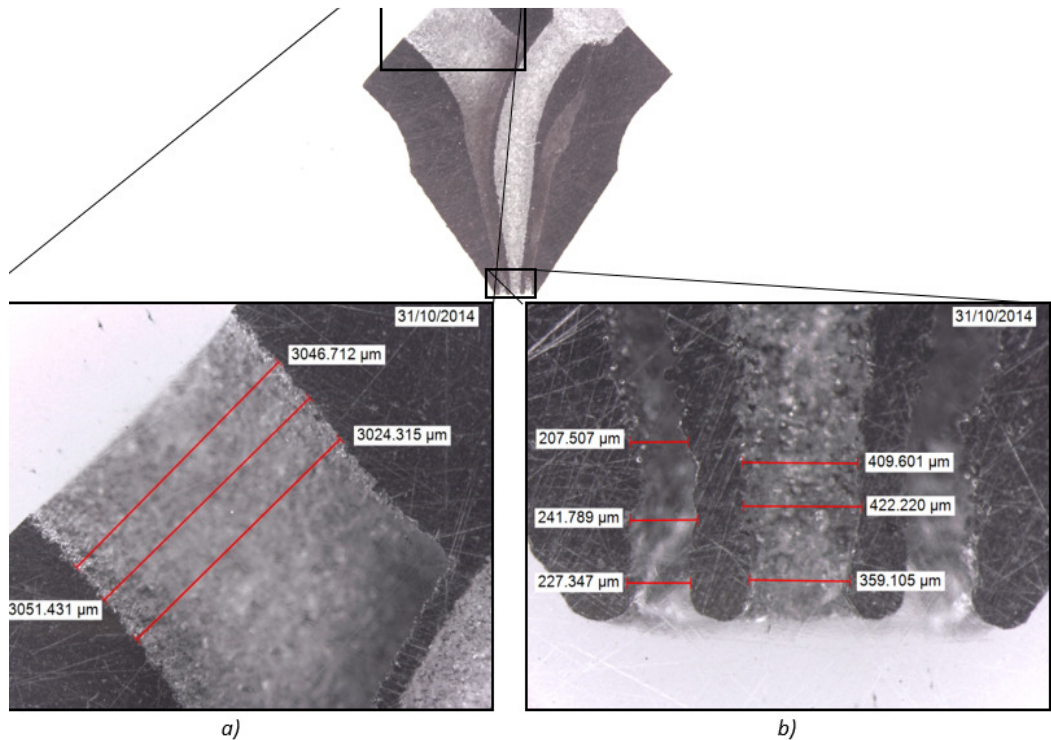 31/10/2014
3046.712 µm
3024.315 µm
3051.431 µm
a)
31/10/2014
207.507 µm
409.601 µm
422.220 µm
241.789 µm
227.347 µm
359.105 µm
b)